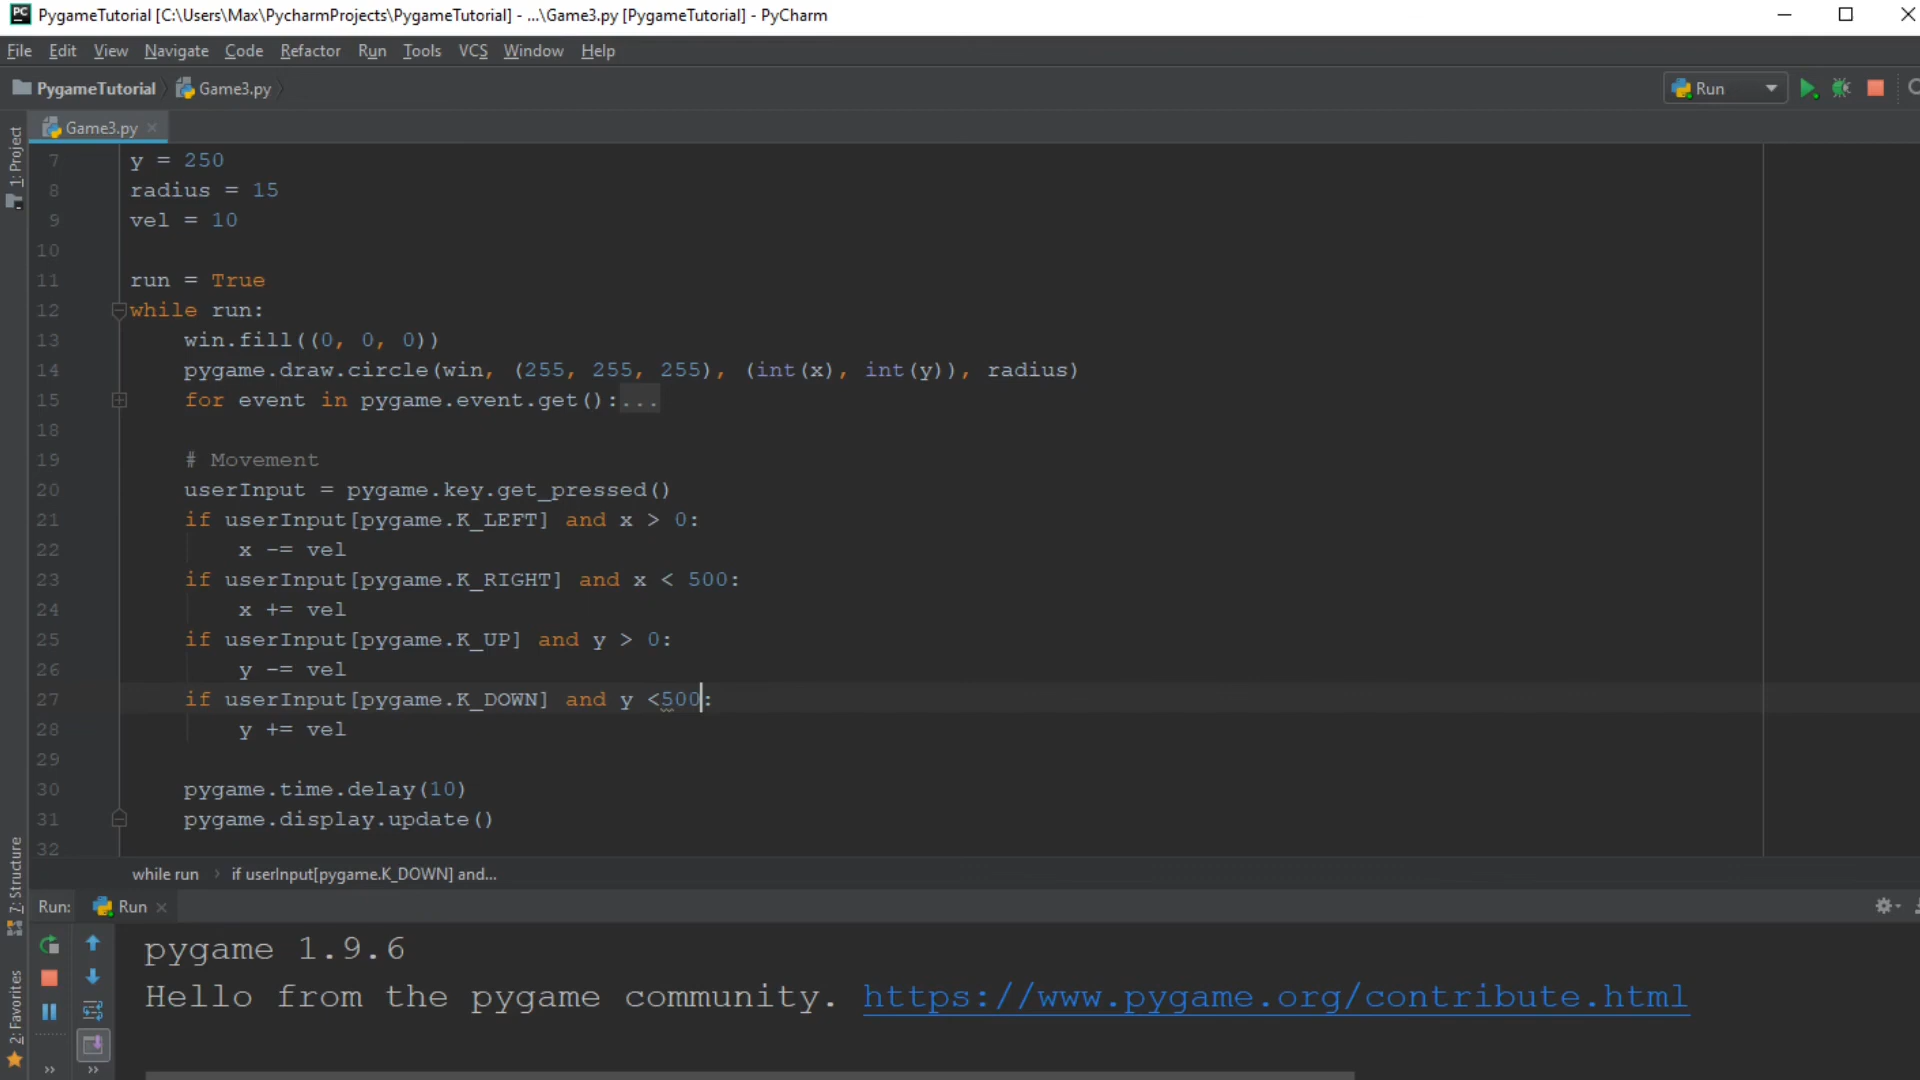 PC PygameTutorial [C:\Users\Max\PycharmProjects\PygameTutorial] - ...\Game3.py [PygameTutorial] - PyCharm
File Edit View Navigate Code Refactor Run Tools VCS Window Help
PygameTutorial Game3.py Run
1: Project
Game3.py
7 y = 250
8 radius = 15
9 vel = 10
10
11 run = True
12 while run:
13 win.fill((0, 0, 0))
14 pygame.draw.circle(win, (255, 255, 255), (int(x), int(y)), radius)
15 for event in pygame.event.get():...
18
19 # Movement
20 userInput = pygame.key.get_pressed()
21 if userInput[pygame.K_LEFT] and x > 0:
22 x -= vel
23 if userInput[pygame.K_RIGHT] and x < 500:
24 x += vel
25 if userInput[pygame.K_UP] and y > 0:
26 y -= vel
27 if userInput[pygame.K_DOWN] and y <500:
28 y += vel
29
30 pygame.time.delay(10)
31 pygame.display.update()
32
while run › if userInput[pygame.K_DOWN] and...
7: Structure
Run: Run
2: Favorites
pygame 1.9.6
Hello from the pygame community. https://www.pygame.org/contribute.html